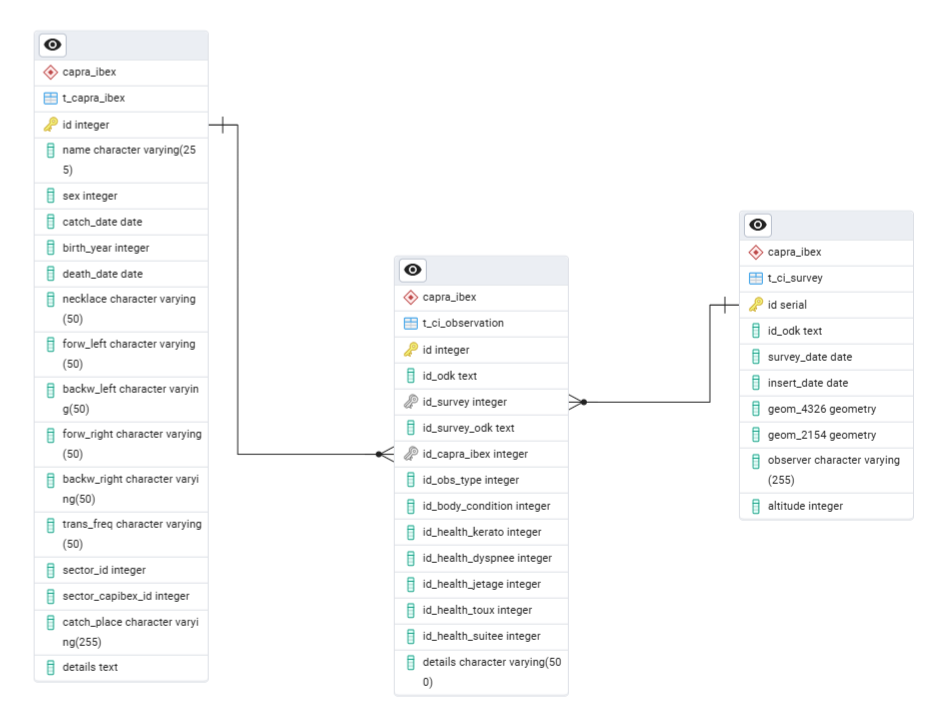 capra_ibex
t_capra_ibex
id integer
name character varying(25
5)
sex integer
catch_date date
birth_year integer
death_date date
necklace character varying
(50)
forw_left character varying
(50)
backw_left character varyin
g(50)
forw_right character varying
(50)
backw_right character varyi
ng(50)
trans_freq character varying
(50)
sector_id integer
sector_capibex_id integer
catch_place character varyi
ng(255)
details text
capra_ibex
t_ci_observation
id integer
id_odk text
id_survey integer
id_survey_odk text
id_capra_ibex integer
id_obs_type integer
id_body_condition integer
id_health_kerato integer
id_health_dyspnee integer
id_health_jetage integer
id_health_toux integer
id_health_suitee integer
details character varying(50
0)
capra_ibex
t_ci_survey
id serial
id_odk text
survey_date date
insert_date date
geom_4326 geometry
geom_2154 geometry
observer character varying
(255)
altitude integer